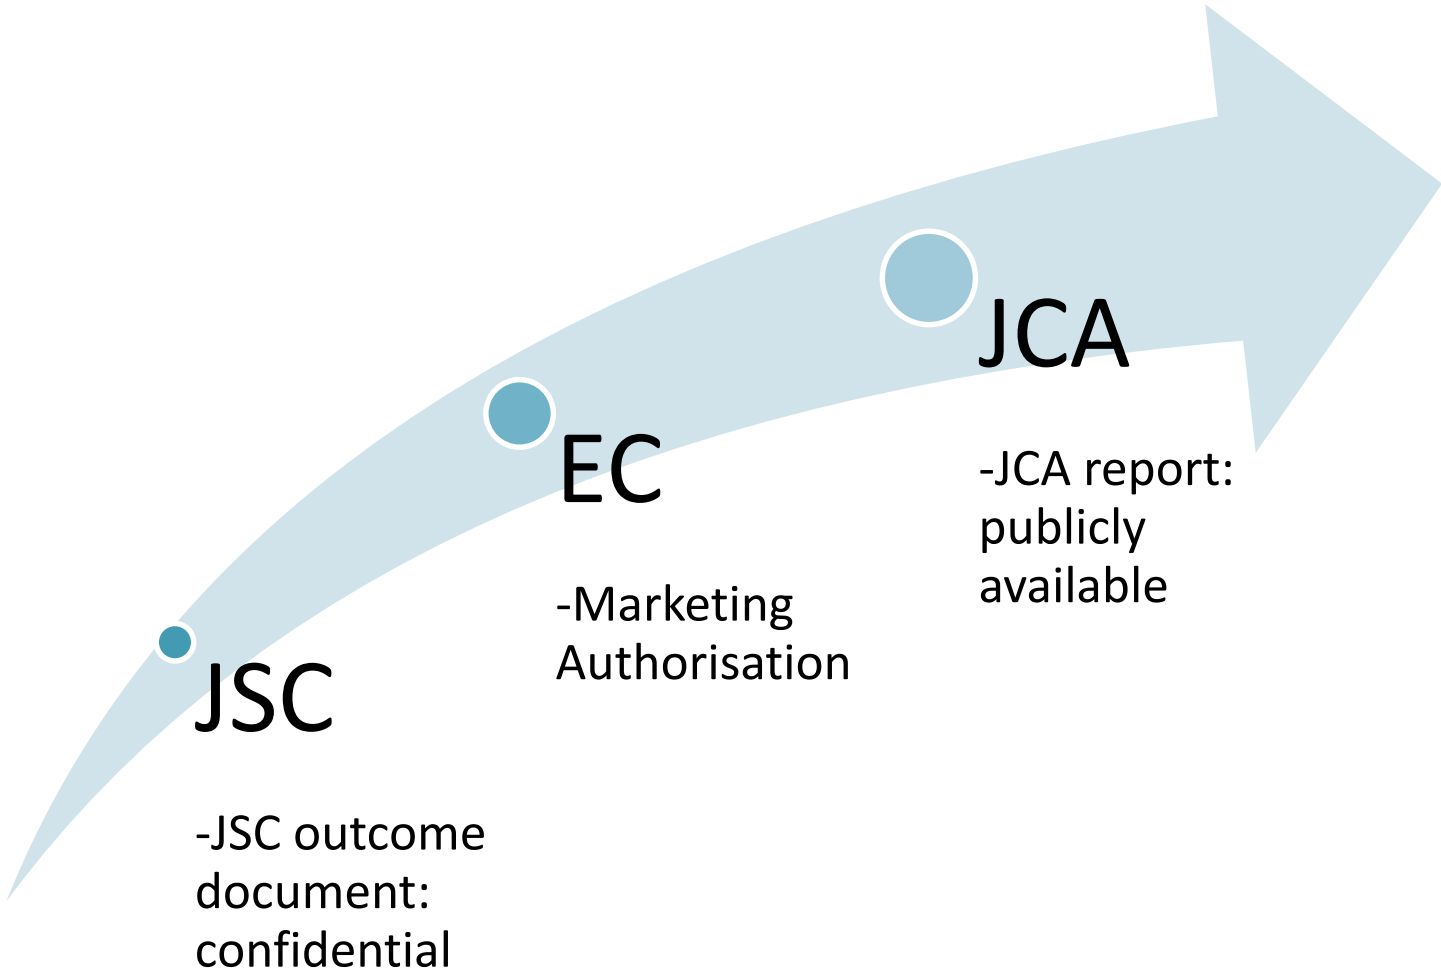 JSC
-JSC outcome
document:
confidential
EC
-Marketing
Authorisation
JCA
-JCA report:
publicly
available